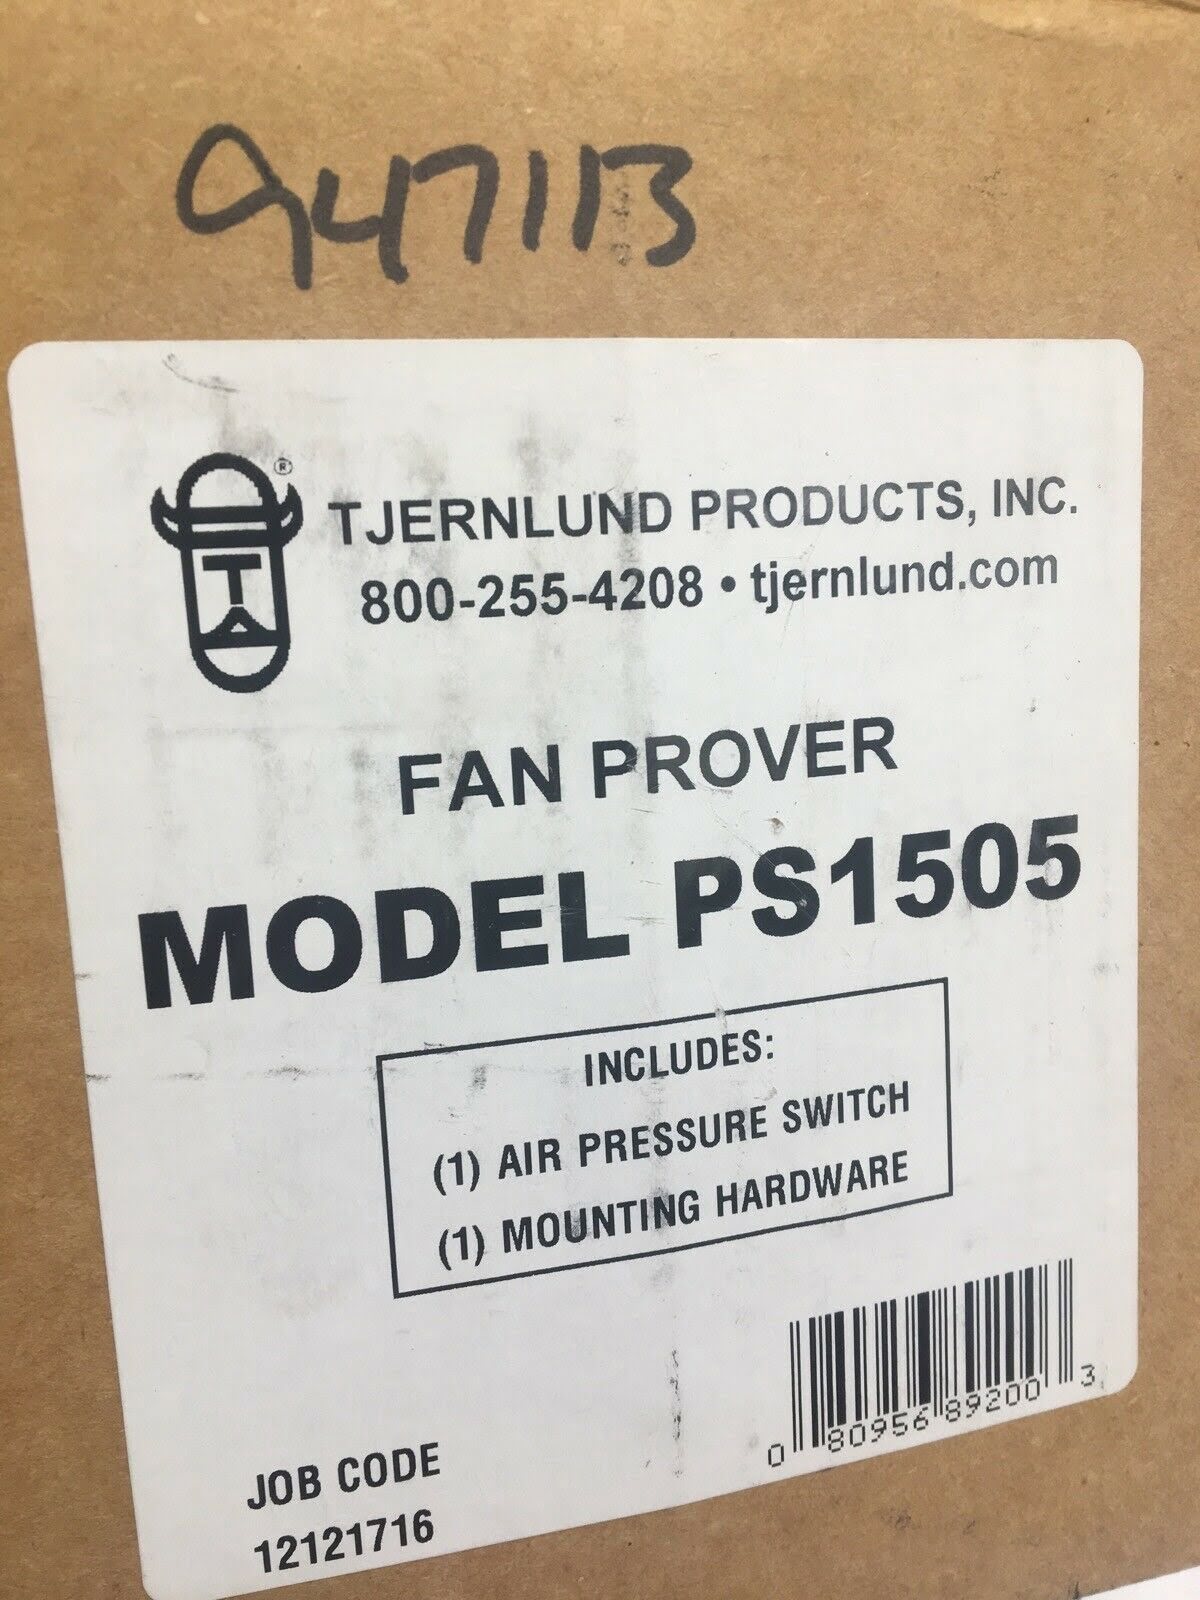 947113
®
TJERNLUND PRODUCTS, INC.
800-255-4208 • tjernlund.com
FAN PROVER
MODEL PS1505
INCLUDES:
(1) AIR PRESSURE SWITCH
(1) MOUNTING HARDWARE
0 80956 89200 3
JOB CODE
12121716